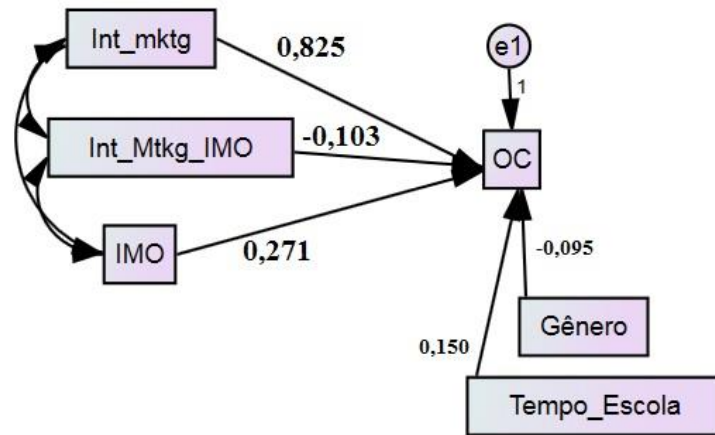 Int_mktg
0,825
e1
1
Int_Mtkg_IMO
-0,103
OC
IMO
0,271
-0,095
Gênero
0,150
Tempo_Escola